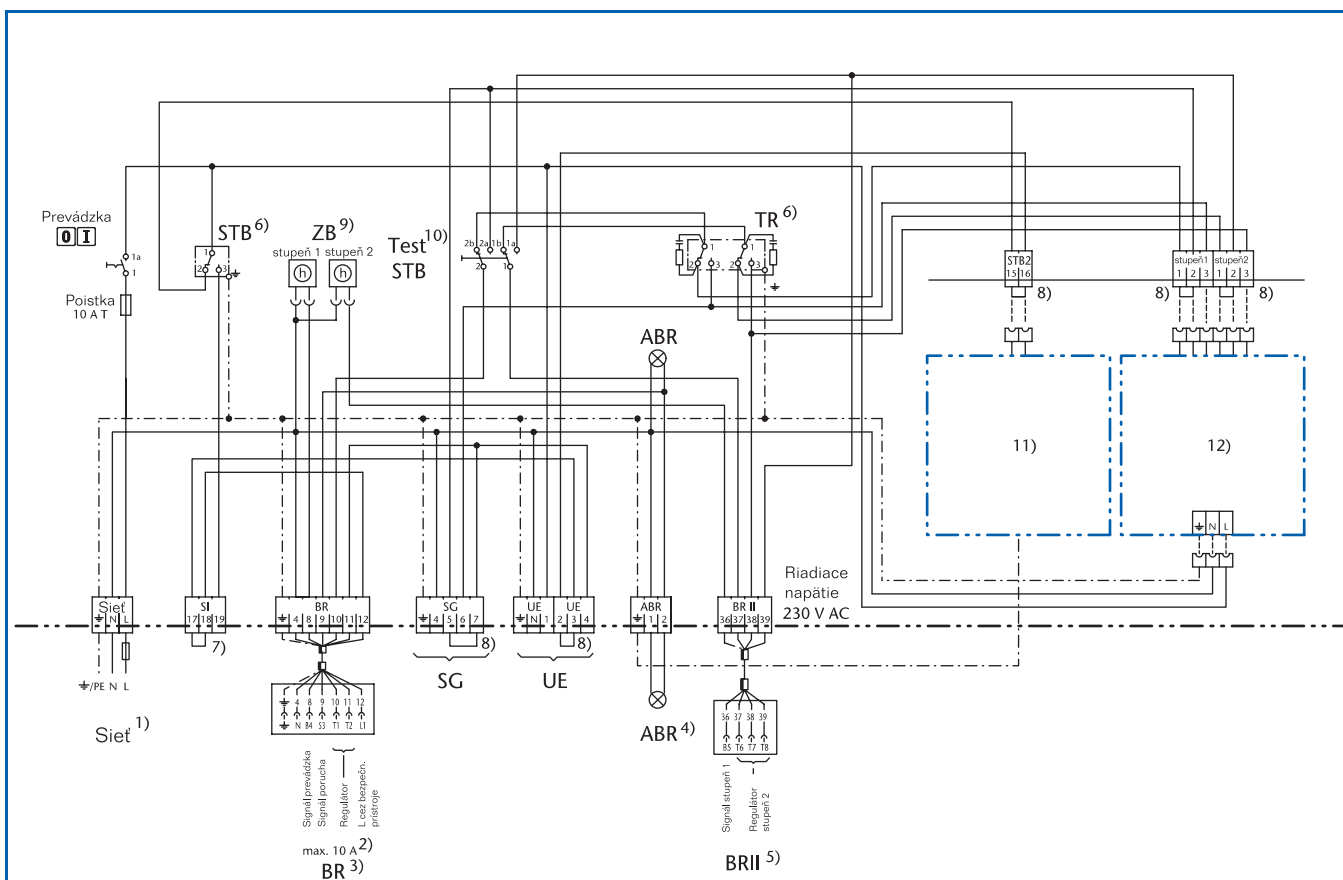 Prevádzka
0 I
1a
1
Poistka
10 A T
STB 6)
1
2 3
ZB 9)
stupeň 1 stupeň 2
h h
Test 10)
STB
2b 2a 1b 1a
2 1
TR 6)
1 1
2 3 2 3
ABR
STB2
15 16
8)
stupeň1 stupeň2
1 2 3 1 2 3
8) 8)
11)
12)
N L
Riadiace
napätie
230 V AC
Sieť
N L
SI
17 18 19
7)
BR
4 8 9 10 11 12
SG
4 5 6 7
8)
SG
UE UE
N 1 2 3 4
8)
UE
ABR
1 2
BR II
36 37 38 39
/PE N L
Sieť 1)
4 8 9 10 11 12
N B4 S3 T1 T2 L1
Signál prevádzka
Signál porucha
Regulátor
L cez bezpečn.
prístroje
max. 10 A 2)
BR 3)
ABR 4)
36 37 38 39
B5 T6 T7 T8
Signál stupeň 1
Regulátor
stupeň 2
BRII 5)